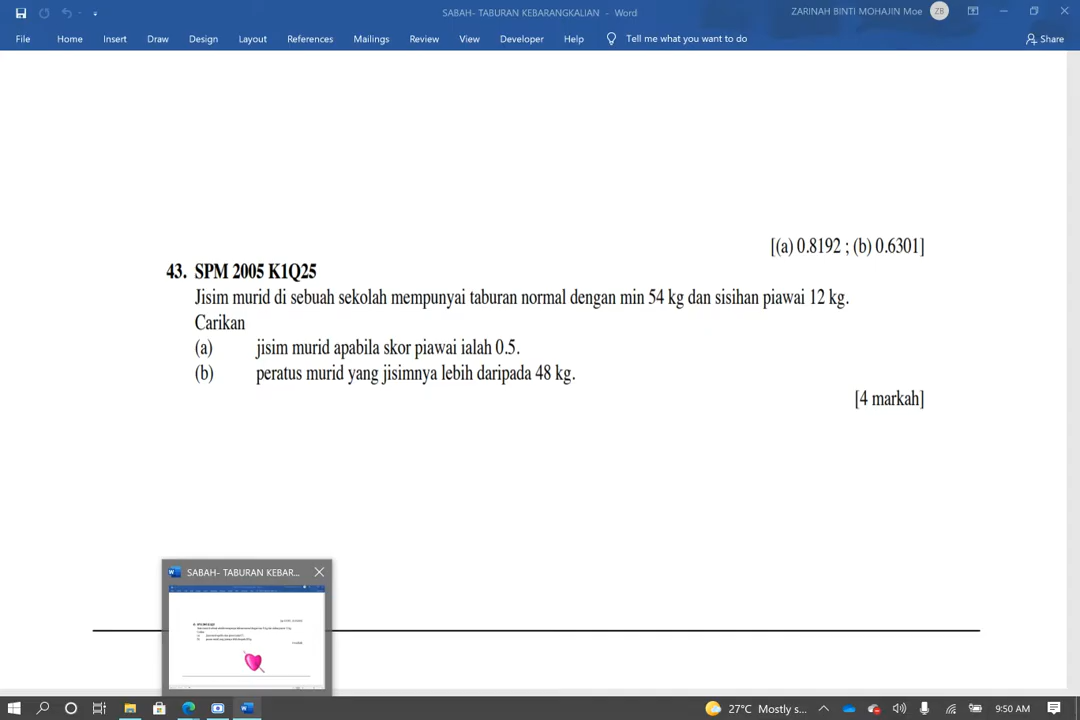 SABAH- TABURAN KEBARANGKALIAN - Word
ZARINAH BINTI MOHAJIN Moe
ZB
File Home Insert Draw Design Layout References Mailings Review View Developer Help Tell me what you want to do Share
[(a) 0.8192 ; (b) 0.6301]
43. SPM 2005 K1Q25
Jisim murid di sebuah sekolah mempunyai taburan normal dengan min 54 kg dan sisihan piawai 12 kg.
Carikan
(a) jisim murid apabila skor piawai ialah 0.5.
(b) peratus murid yang jisimnya lebih daripada 48 kg.
[4 markah]
SABAH- TABURAN KEBAR...
27°C Mostly s... 9:50 AM